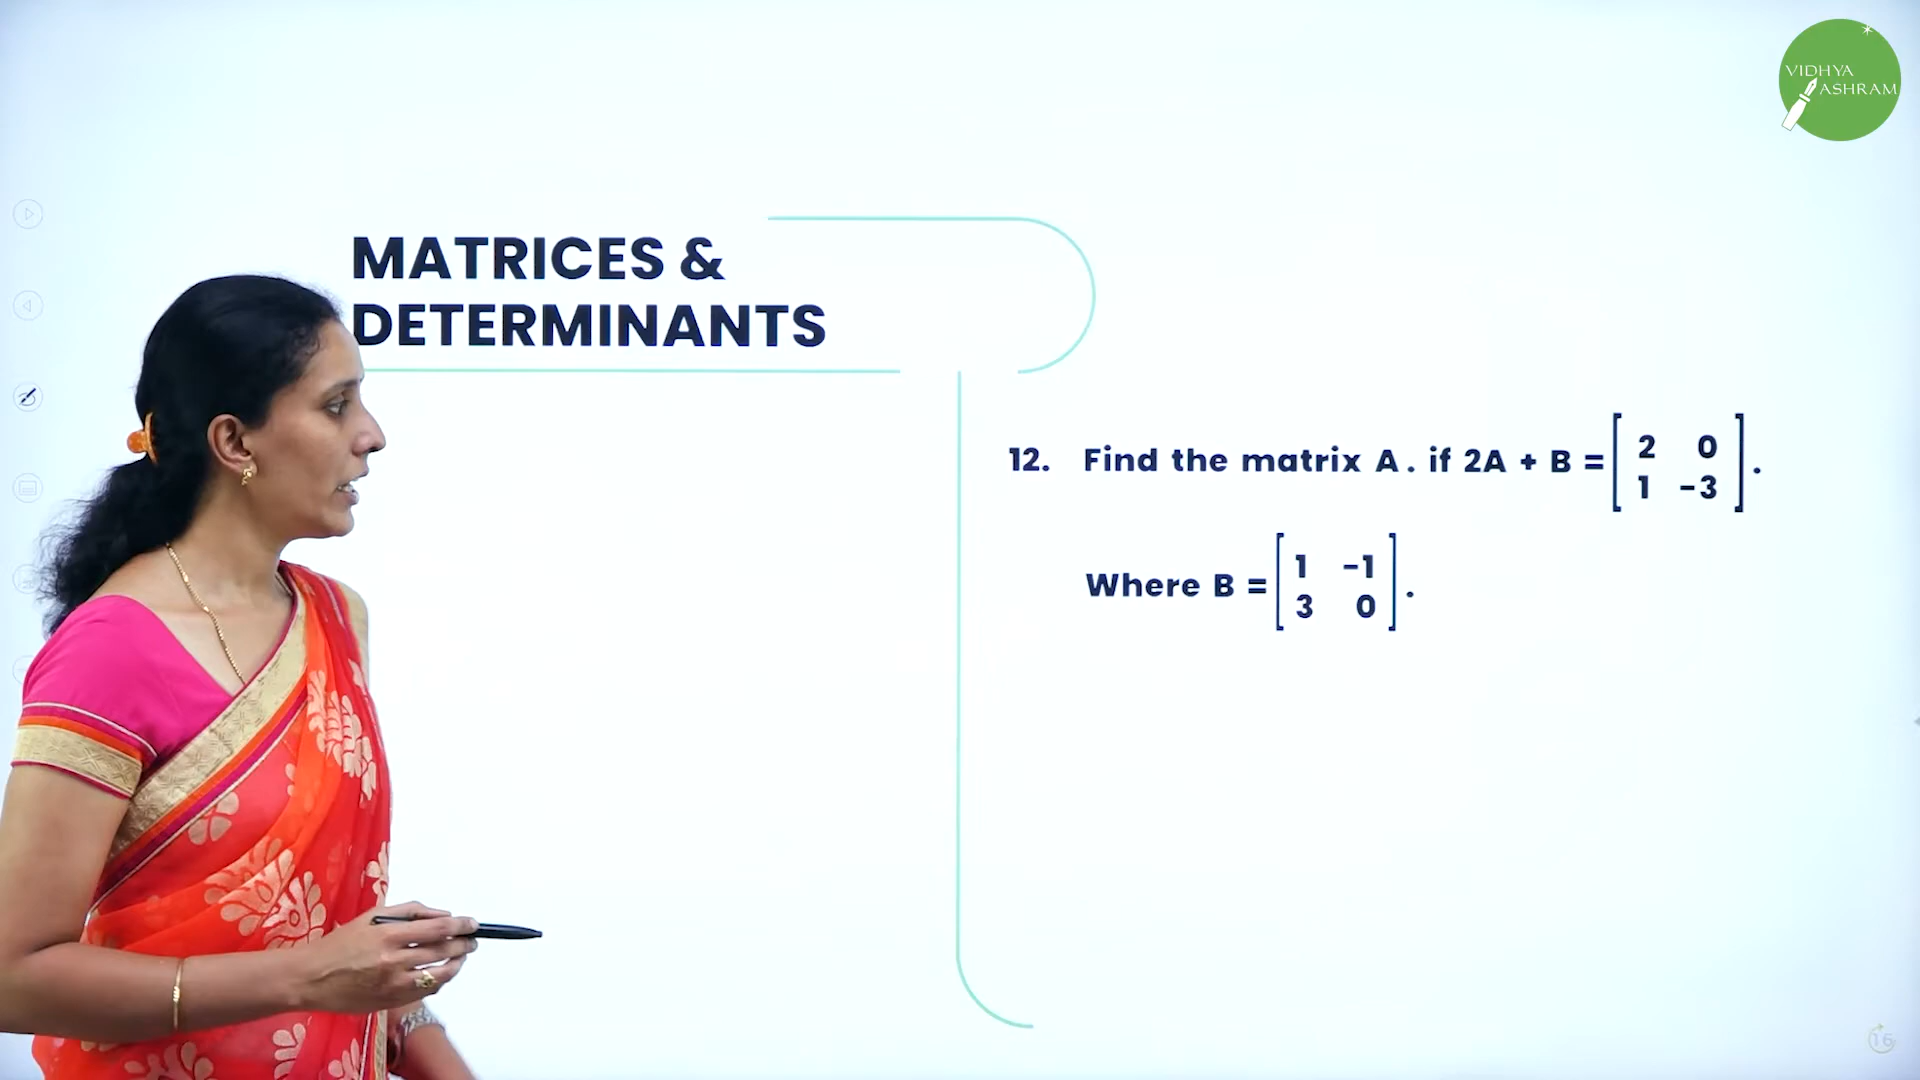 VIDHYA
ASHRAM
MATRICES &
DETERMINANTS
12. Find the matrix A . if 2A + B = [ 2 0
1 -3 ] .
Where B = [ 1 -1
3 0 ] .
16